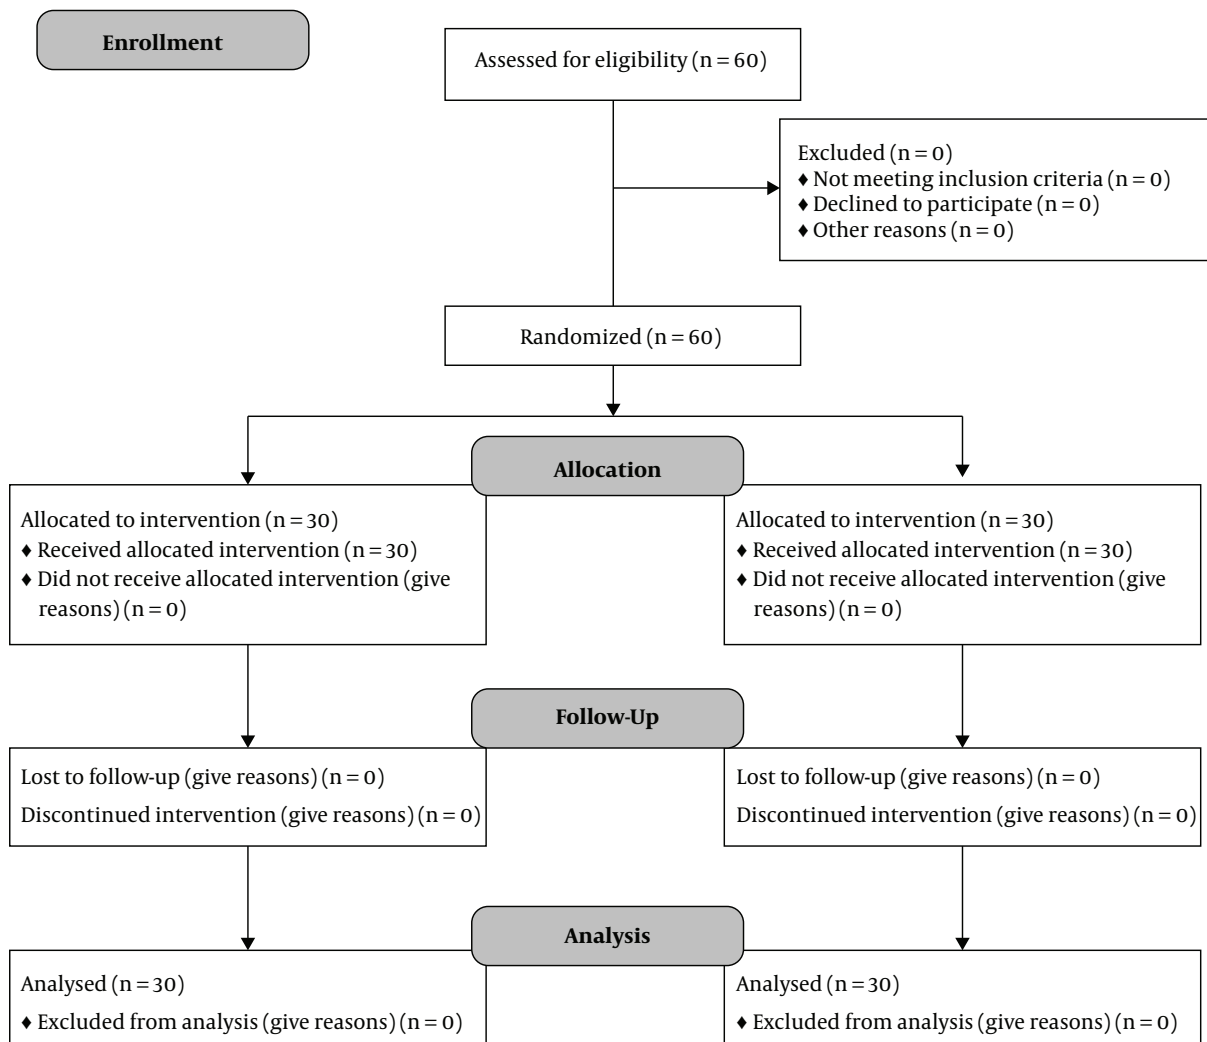 Enrollment
Assessed for eligibility (n = 60)
Excluded (n = 0)
♦ Not meeting inclusion criteria (n = 0)
♦ Declined to participate (n = 0)
♦ Other reasons (n = 0)
Randomized (n = 60)
Allocation
Allocated to intervention (n = 30)
♦ Received allocated intervention (n = 30)
♦ Did not receive allocated intervention (give
reasons) (n = 0)
Allocated to intervention (n = 30)
♦ Received allocated intervention (n = 30)
♦ Did not receive allocated intervention (give
reasons) (n = 0)
Follow-Up
Lost to follow-up (give reasons) (n = 0)
Discontinued intervention (give reasons) (n = 0)
Lost to follow-up (give reasons) (n = 0)
Discontinued intervention (give reasons) (n = 0)
Analysis
Analysed (n = 30)
♦ Excluded from analysis (give reasons) (n = 0)
Analysed (n = 30)
♦ Excluded from analysis (give reasons) (n = 0)